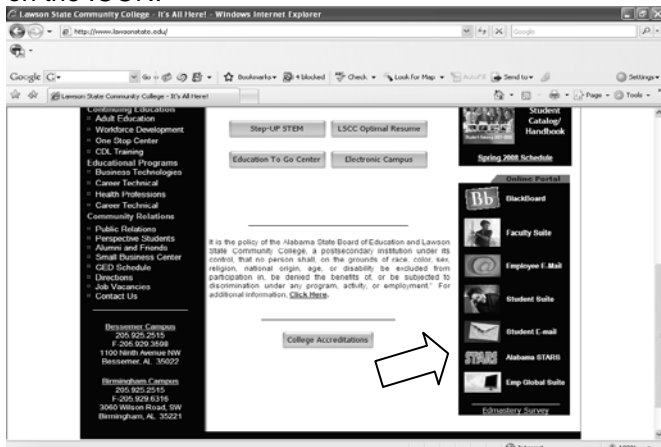 Lawson State Community College - It's All Here! - Windows Internet Explorer
http://www.lawsonstate.edu/
Google
Google
Go
Bookmarks
4 blocked
Check
Look for Map
AutoFill
Send to
Settings
Lawson State Community College - It's All Here!
Page
Tools
Continuing Education
Adult Education
Workforce Development
One Stop Center
CDL Training
Educational Programs
Business Technologies
Career Technical
Health Professions
Career Technical
Community Relations
Public Relations
Perspective Students
Alumni and Friends
Small Business Center
GED Schedule
Directions
Job Vacancies
Contact Us
Bessemer Campus
205.925.2515
F-205.929.3598
1100 Ninth Avenue NW
Bessemer, AL 35022
Birmingham Campus
205.925.2515
F-205.929.6316
3060 Wilson Road, SW
Birmingham, AL 35221
Step-UP STEM
LSCC Optimal Resume
Education To Go Center
Electronic Campus
It is the policy of the Alabama State Board of Education and Lawson
State Community College, a postsecondary institution under its
control, that no person shall, on the grounds of race, color, sex,
religion, national origin, age, or disability be excluded from
participation in, be denied the benefits of, or be subjected to
discrimination under any program, activity, or employment." For
additional information, Click Here.
College Accreditations
Student
Catalog/
Handbook
Spring 2008 Schedule
Online Portal
Bb
BlackBoard
Faculty Suite
@
Employee E-Mail
Student Suite
Student E-mail
STARS
Alabama STARS
Emp Global Suite
Edmastery Survey